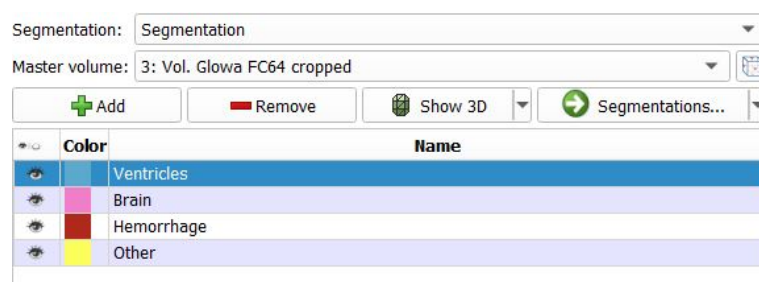 Segmentation: Segmentation
Master volume: 3: Vol. Glowa FC64 cropped
Add Remove Show 3D Segmentations...
Color Name
Ventricles
Brain
Hemorrhage
Other